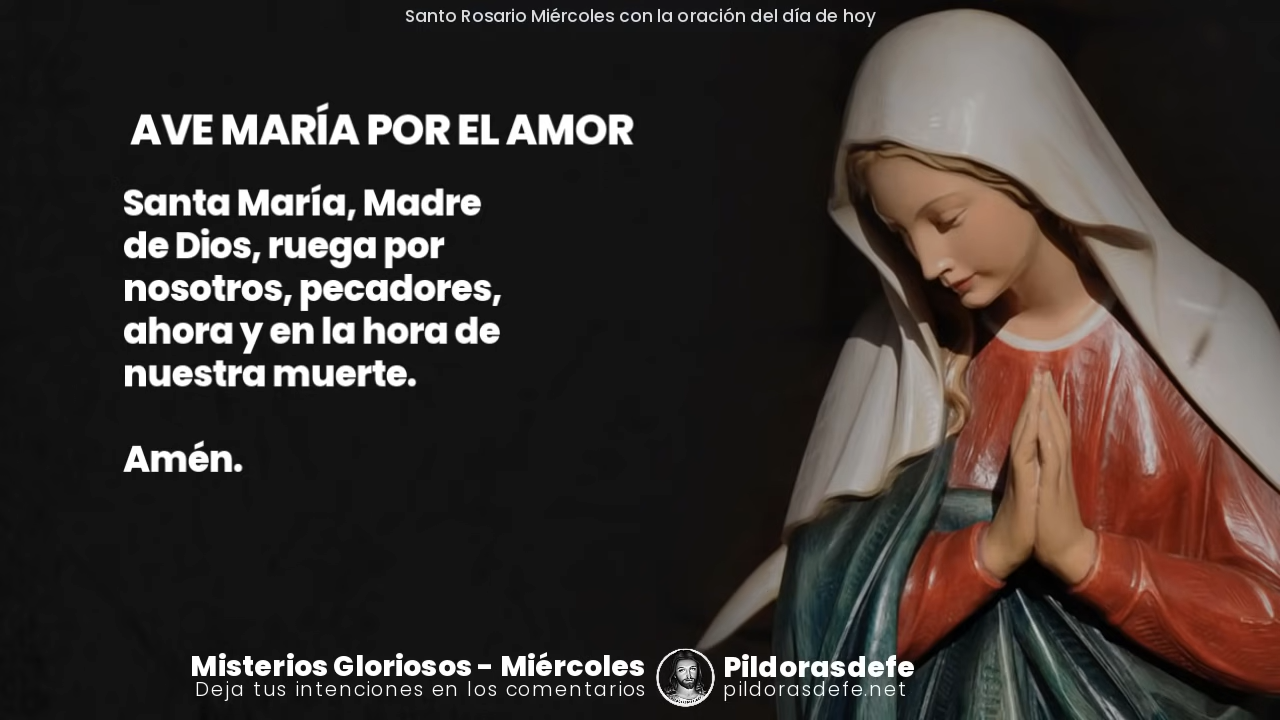 Santo Rosario Miércoles con la oración del día de hoy
AVE MARÍA POR EL AMOR
Santa María, Madre
de Dios, ruega por
nosotros, pecadores,
ahora y en la hora de
nuestra muerte.
Amén.
Misterios Gloriosos - Miércoles
Deja tus intenciones en los comentarios
Pildorasdefe
pildorasdefe.net